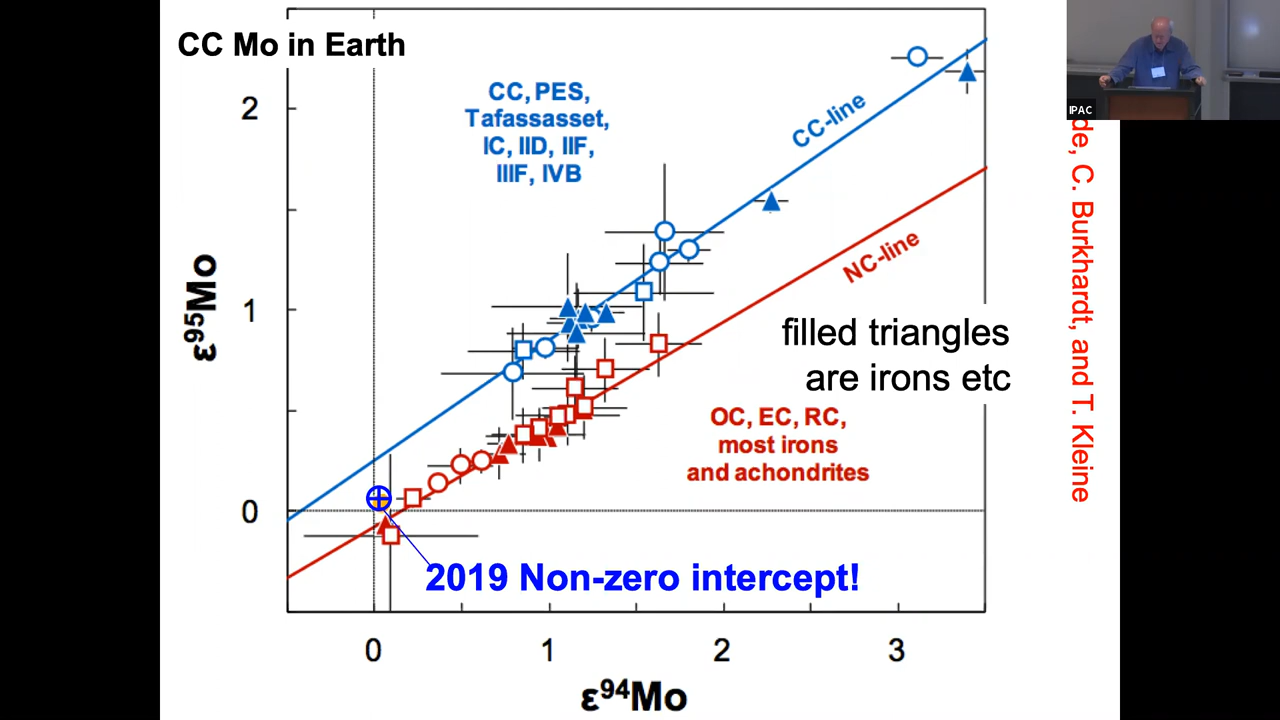 CC Mo in Earth
CC, PES,
Tafassasset,
IC, IID, IIF,
IIIF, IVB
CC-line
NC-line
filled triangles
are irons etc
OC, EC, RC,
most irons
and achondrites
2019 Non-zero intercept!
ε95Mo
2
1
0
0
1
2
3
ε94Mo
de, C. Burkhardt, and T. Kleine
IPAC